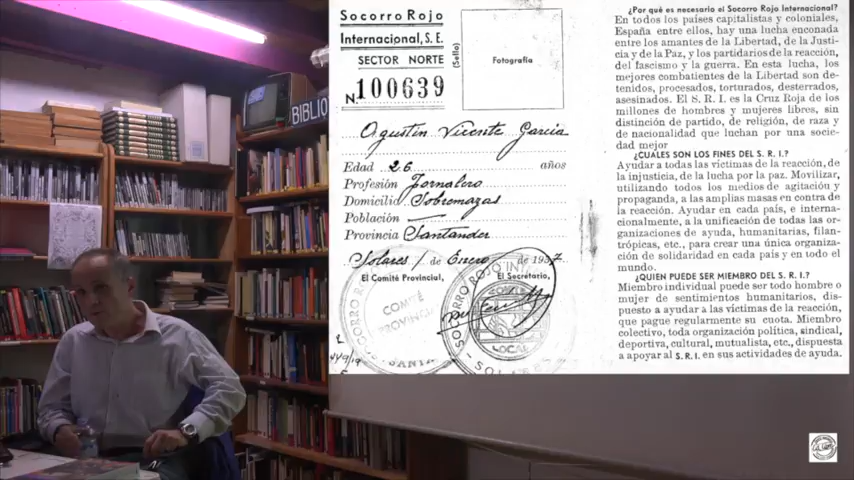 Socorro Rojo
Internacional, S. E.
SECTOR NORTE
N.100639
(Sello)
Fotografía
Agustín Vicente García
Edad 26 años
Profesión Jornalero
Domicilio Sobremazas
Población —
Provincia Santander
Solares / de Enero de 1937
El Comité Provincial,
El Secretario,
COMITÉ
PROVINCIAL
SOCORRO ROJO INT
LOCAL
SOLARES
BIBLIO
¿Por qué es necesario el Socorro Rojo Internacional?
En todos los países capitalistas y coloniales,
España entre ellos, hay una lucha enconada
entre los amantes de la Libertad, de la Justi-
cia y de la Paz, y los partidarios de la reacción,
del fascismo y la guerra. En esta lucha, los
mejores combatientes de la Libertad son de-
tenidos, procesados, torturados, desterrados,
asesinados. El S. R. I. es la Cruz Roja de los
millones de hombres y mujeres libres, sin
distinción de partido, de religión, de raza y
de nacionalidad que luchan por una socie-
dad mejor
¿CUALES SON LOS FINES DEL S. R. I.?
Ayudar a todas las víctimas de la reacción, de
la injusticia, de la lucha por la paz. Movilizar,
utilizando todos los medios de agitación y
propaganda, a las amplias masas en contra de
la reacción. Ayudar en cada país, e interna-
cionalmente, a la unificación de todas las or-
ganizaciones de ayuda, humanitarias, filan-
trópicas, etc., para crear una única organiza-
ción de solidaridad en cada país y en todo el
mundo.
¿QUIEN PUEDE SER MIEMBRO DEL S. R. I.?
Miembro individual puede ser todo hombre o
mujer de sentimientos humanitarios, dis-
puesto a ayudar a las víctimas de la reacción,
que pague regularmente su cuota. Miembro
colectivo, toda organización política, sindical,
deportiva, cultural, mutualista, etc., dispuesta
a apoyar al S. R. I. en sus actividades de ayuda.